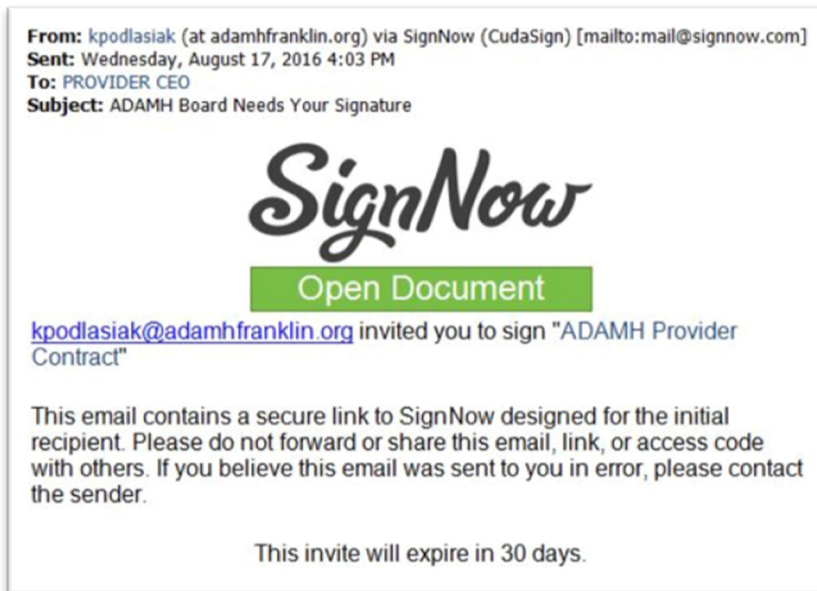 From: kpodlasiak (at adamhfranklin.org) via SignNow (CudaSign) [mailto:mail@signnow.com]
Sent: Wednesday, August 17, 2016 4:03 PM
To: PROVIDER CEO
Subject: ADAMH Board Needs Your Signature
SignNow
Open Document
kpodlasiak@adamhfranklin.org invited you to sign "ADAMH Provider
Contract"
This email contains a secure link to SignNow designed for the initial
recipient. Please do not forward or share this email, link, or access code
with others. If you believe this email was sent to you in error, please contact
the sender.
This invite will expire in 30 days.